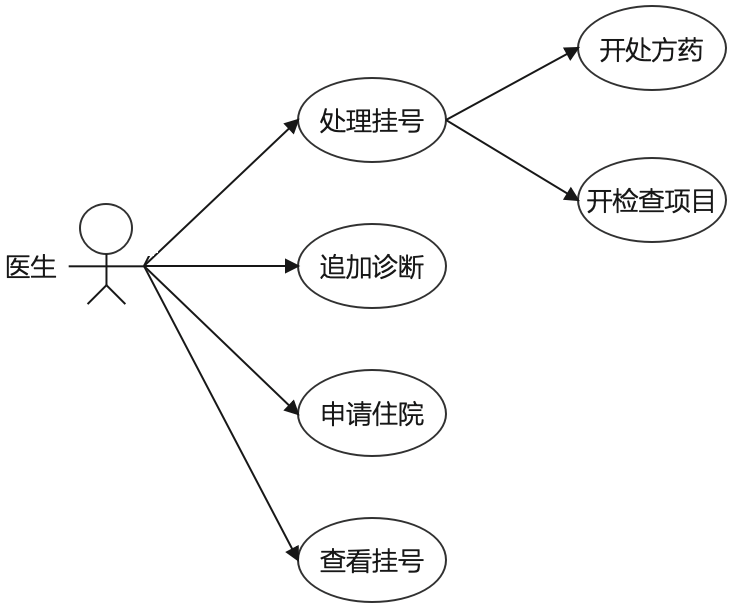 医生
处理挂号
开处方药
开检查项目
追加诊断
申请住院
查看挂号